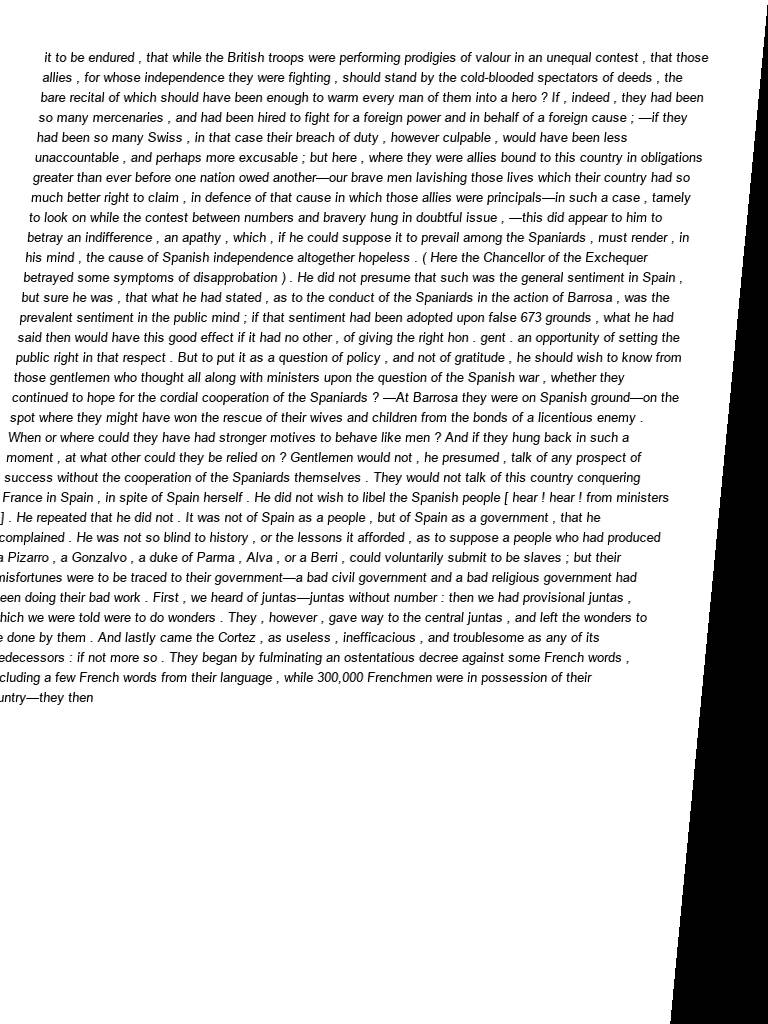 it to be endured , that while the British troops were performing prodigies of valour in an unequal contest , that those
allies , for whose independence they were fighting , should stand by the cold-blooded spectators of deeds , the
bare recital of which should have been enough to warm every man of them into a hero ? If , indeed , they had been
so many mercenaries , and had been hired to fight for a foreign power and in behalf of a foreign cause ; —if they
had been so many Swiss , in that case their breach of duty , however culpable , would have been less
unaccountable , and perhaps more excusable ; but here , where they were allies bound to this country in obligations
greater than ever before one nation owed another—our brave men lavishing those lives which their country had so
much better right to claim , in defence of that cause in which those allies were principals—in such a case , tamely
to look on while the contest between numbers and bravery hung in doubtful issue , —this did appear to him to
betray an indifference , an apathy , which , if he could suppose it to prevail among the Spaniards , must render , in
his mind , the cause of Spanish independence altogether hopeless . ( Here the Chancellor of the Exchequer
betrayed some symptoms of disapprobation ) . He did not presume that such was the general sentiment in Spain ,
but sure he was , that what he had stated , as to the conduct of the Spaniards in the action of Barrosa , was the
prevalent sentiment in the public mind ; if that sentiment had been adopted upon false 673 grounds , what he had
said then would have this good effect if it had no other , of giving the right hon . gent . an opportunity of setting the
public right in that respect . But to put it as a question of policy , and not of gratitude , he should wish to know from
those gentlemen who thought all along with ministers upon the question of the Spanish war , whether they
continued to hope for the cordial cooperation of the Spaniards ? —At Barrosa they were on Spanish ground—on the
spot where they might have won the rescue of their wives and children from the bonds of a licentious enemy .
When or where could they have had stronger motives to behave like men ? And if they hung back in such a
moment , at what other could they be relied on ? Gentlemen would not , he presumed , talk of any prospect of
success without the cooperation of the Spaniards themselves . They would not talk of this country conquering
France in Spain , in spite of Spain herself . He did not wish to libel the Spanish people [ hear ! hear ! from ministers
] . He repeated that he did not . It was not of Spain as a people , but of Spain as a government , that he
complained . He was not so blind to history , or the lessons it afforded , as to suppose a people who had produced
a Pizarro , a Gonzalvo , a duke of Parma , Alva , or a Berri , could voluntarily submit to be slaves ; but their
misfortunes were to be traced to their government—a bad civil government and a bad religious government had
een doing their bad work . First , we heard of juntas—juntas without number : then we had provisional juntas ,
hich we were told were to do wonders . They , however , gave way to the central juntas , and left the wonders to
e done by them . And lastly came the Cortez , as useless , inefficacious , and troublesome as any of its
edecessors : if not more so . They began by fulminating an ostentatious decree against some French words ,
cluding a few French words from their language , while 300,000 Frenchmen were in possession of their
untry—they then